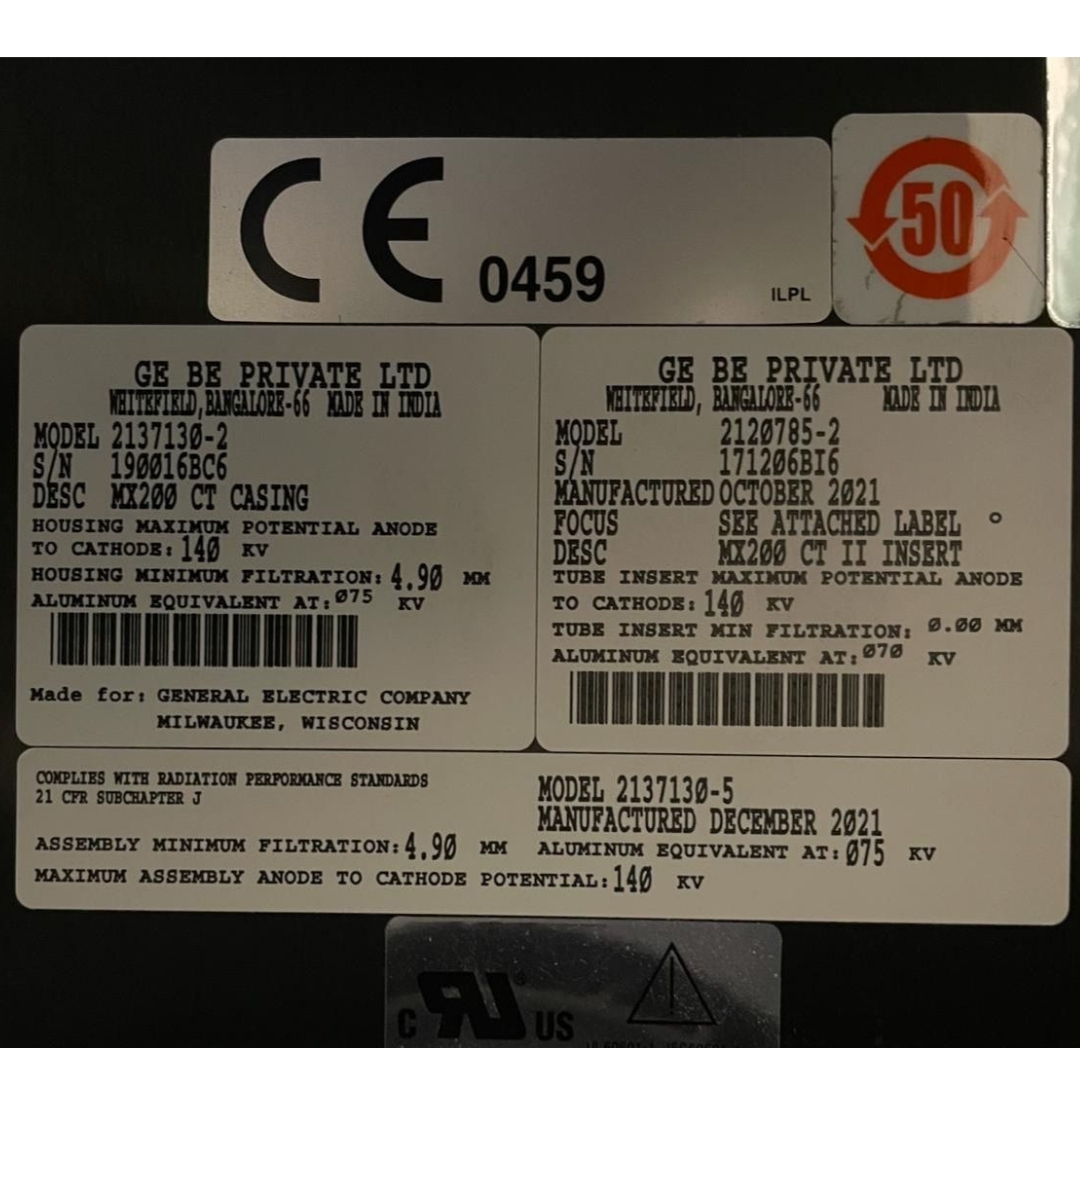 CE 0459 ILPL
50
GE BE PRIVATE LTD
WHITEFIELD, BANGALORE-66 MADE IN INDIA
MODEL 2137130-2
S/N 190016BC6
DESC MX200 CT CASING
HOUSING MAXIMUM POTENTIAL ANODE
TO CATHODE: 140 KV
HOUSING MINIMUM FILTRATION: 4.90 MM
ALUMINUM EQUIVALENT AT: 075 KV
Made for: GENERAL ELECTRIC COMPANY
MILWAUKEE, WISCONSIN
GE BE PRIVATE LTD
WHITEFIELD, BANGALORE-66 MADE IN INDIA
MODEL 2120785-2
S/N 171206BI6
MANUFACTURED OCTOBER 2021
FOCUS SEE ATTACHED LABEL
DESC MX200 CT II INSERT
TUBE INSERT MAXIMUM POTENTIAL ANODE
TO CATHODE: 140 KV
TUBE INSERT MIN FILTRATION: 0.00 MM
ALUMINUM EQUIVALENT AT: 070 KV
COMPLIES WITH RADIATION PERFORMANCE STANDARDS
21 CFR SUBCHAPTER J
MODEL 2137130-5
MANUFACTURED DECEMBER 2021
ASSEMBLY MINIMUM FILTRATION: 4.90 MM ALUMINUM EQUIVALENT AT: 075 KV
MAXIMUM ASSEMBLY ANODE TO CATHODE POTENTIAL: 140 KV
C RU US